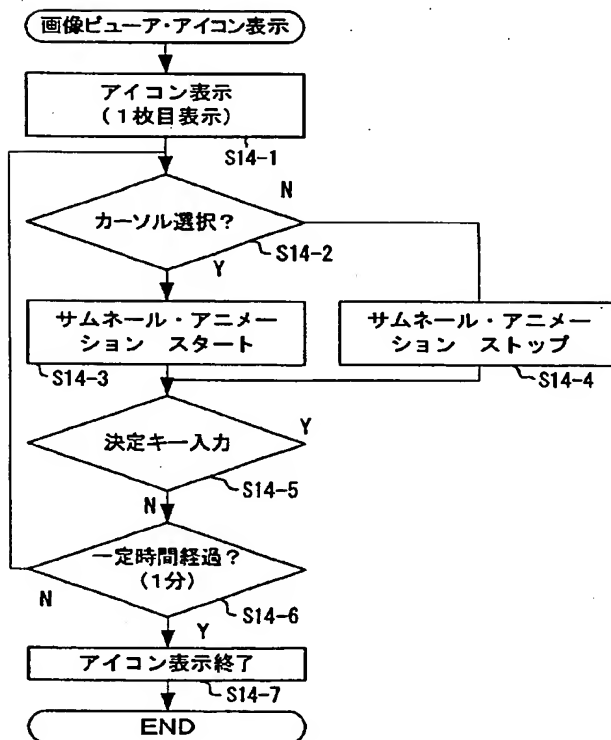 画像ビューア・アイコン表示
アイコン表示
(1枚目表示)
S14-1
N
カーソル選択?
S14-2
Y
サムネール・アニメー
ション スタート
S14-3
サムネール・アニメー
ション ストップ
S14-4
Y
決定キー入力
S14-5
N
一定時間経過?
(1分)
N
S14-6
Y
アイコン表示終了
S14-7
END